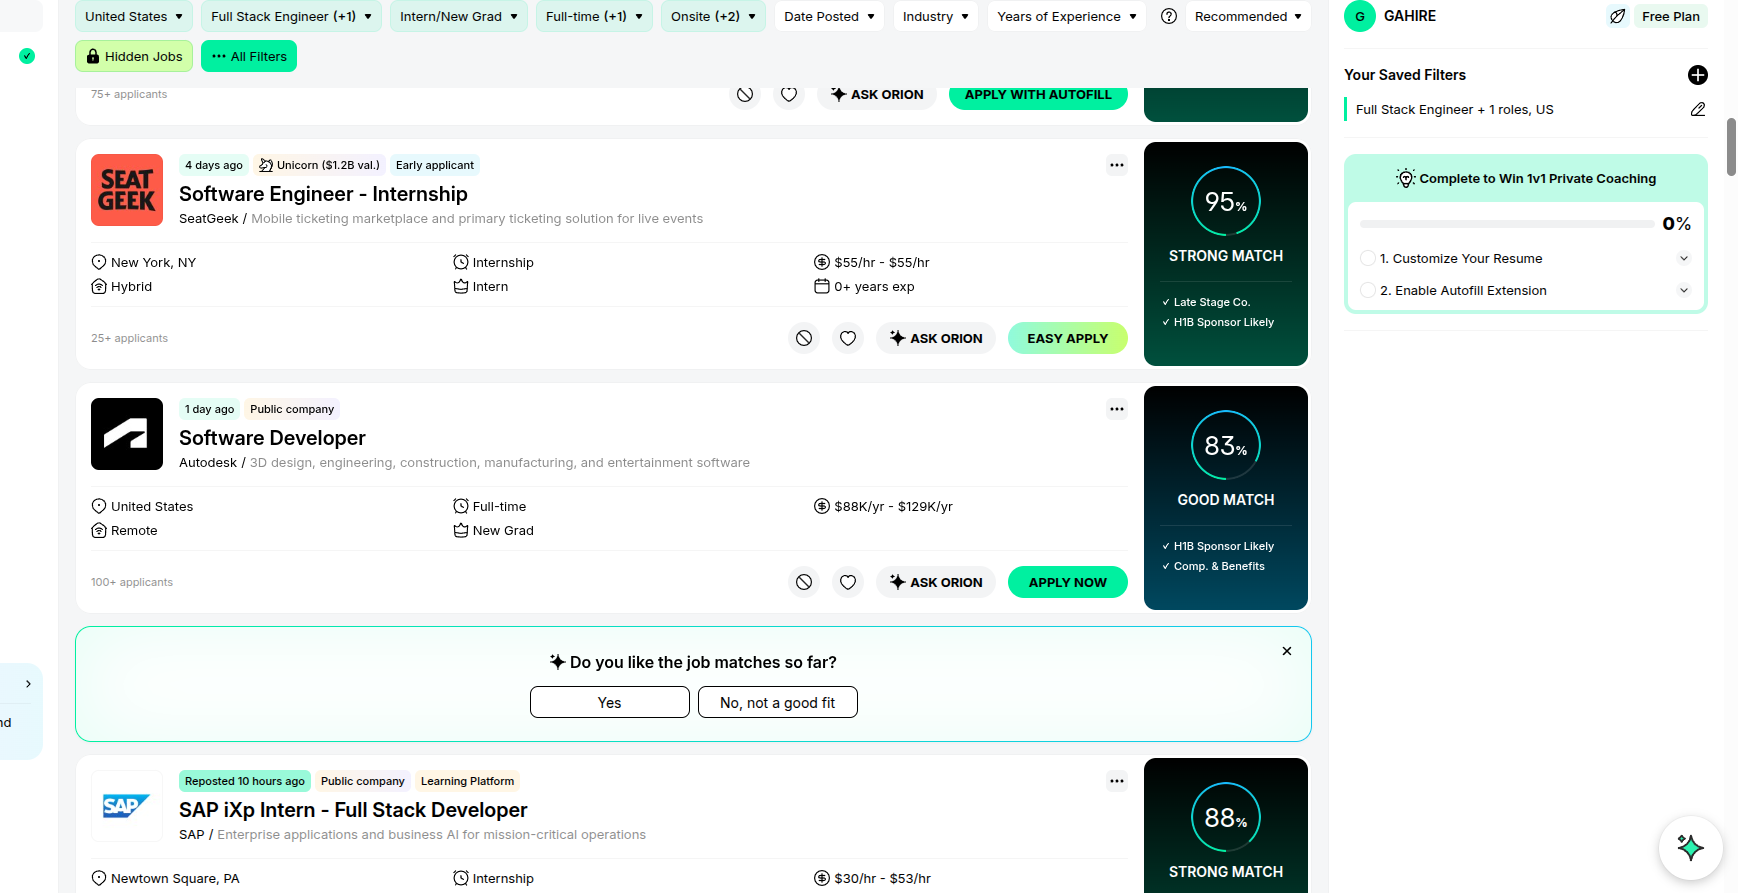 United States
Full Stack Engineer (+1)
Intern/New Grad
Full-time (+1)
Onsite (+2)
Date Posted
Industry
Years of Experience
Recommended
Hidden Jobs
All Filters
75+ applicants
ASK ORION
APPLY WITH AUTOFILL
SEAT
GEEK
4 days ago
Unicorn ($1.2B val.)
Early applicant
Software Engineer - Internship
SeatGeek / Mobile ticketing marketplace and primary ticketing solution for live events
New York, NY
Internship
$55/hr - $55/hr
Hybrid
Intern
0+ years exp
25+ applicants
ASK ORION
EASY APPLY
95%
STRONG MATCH
✓ Late Stage Co.
✓ H1B Sponsor Likely
1 day ago
Public company
Software Developer
Autodesk / 3D design, engineering, construction, manufacturing, and entertainment software
United States
Full-time
$88K/yr - $129K/yr
Remote
New Grad
100+ applicants
ASK ORION
APPLY NOW
83%
GOOD MATCH
✓ H1B Sponsor Likely
✓ Comp. & Benefits
Do you like the job matches so far?
Yes
No, not a good fit
SAP
Reposted 10 hours ago
Public company
Learning Platform
SAP iXp Intern - Full Stack Developer
SAP / Enterprise applications and business AI for mission-critical operations
Newtown Square, PA
Internship
$30/hr - $53/hr
88%
STRONG MATCH
G
GAHIRE
Free Plan
Your Saved Filters
Full Stack Engineer + 1 roles, US
Complete to Win 1v1 Private Coaching
0%
1. Customize Your Resume
2. Enable Autofill Extension